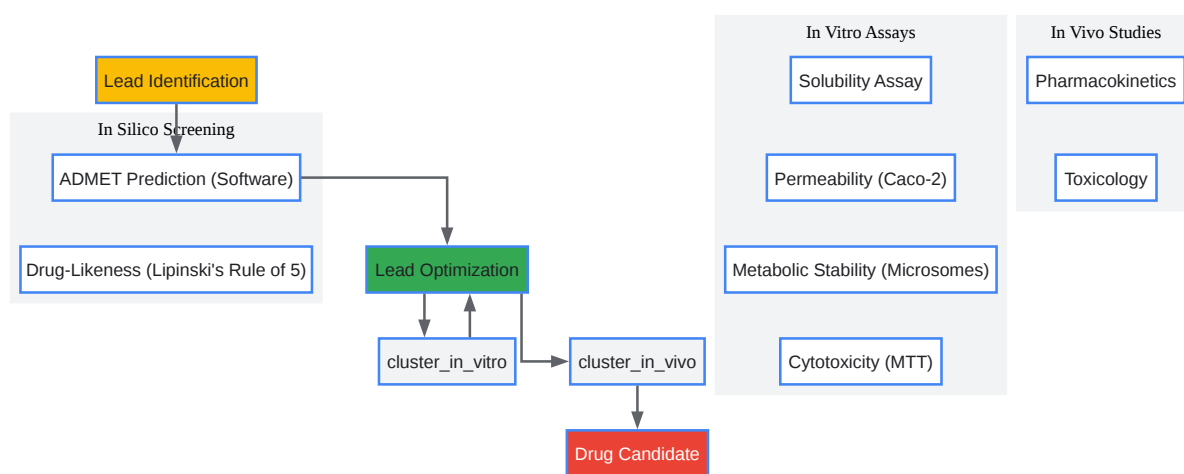 Lead Identification
In Silico Screening
ADMET Prediction (Software)
Drug-Likeness (Lipinski's Rule of 5)
Lead Optimization
cluster_in_vitro
cluster_in_vivo
Drug Candidate
In Vitro Assays
Solubility Assay
Permeability (Caco-2)
Metabolic Stability (Microsomes)
Cytotoxicity (MTT)
In Vivo Studies
Pharmacokinetics
Toxicology